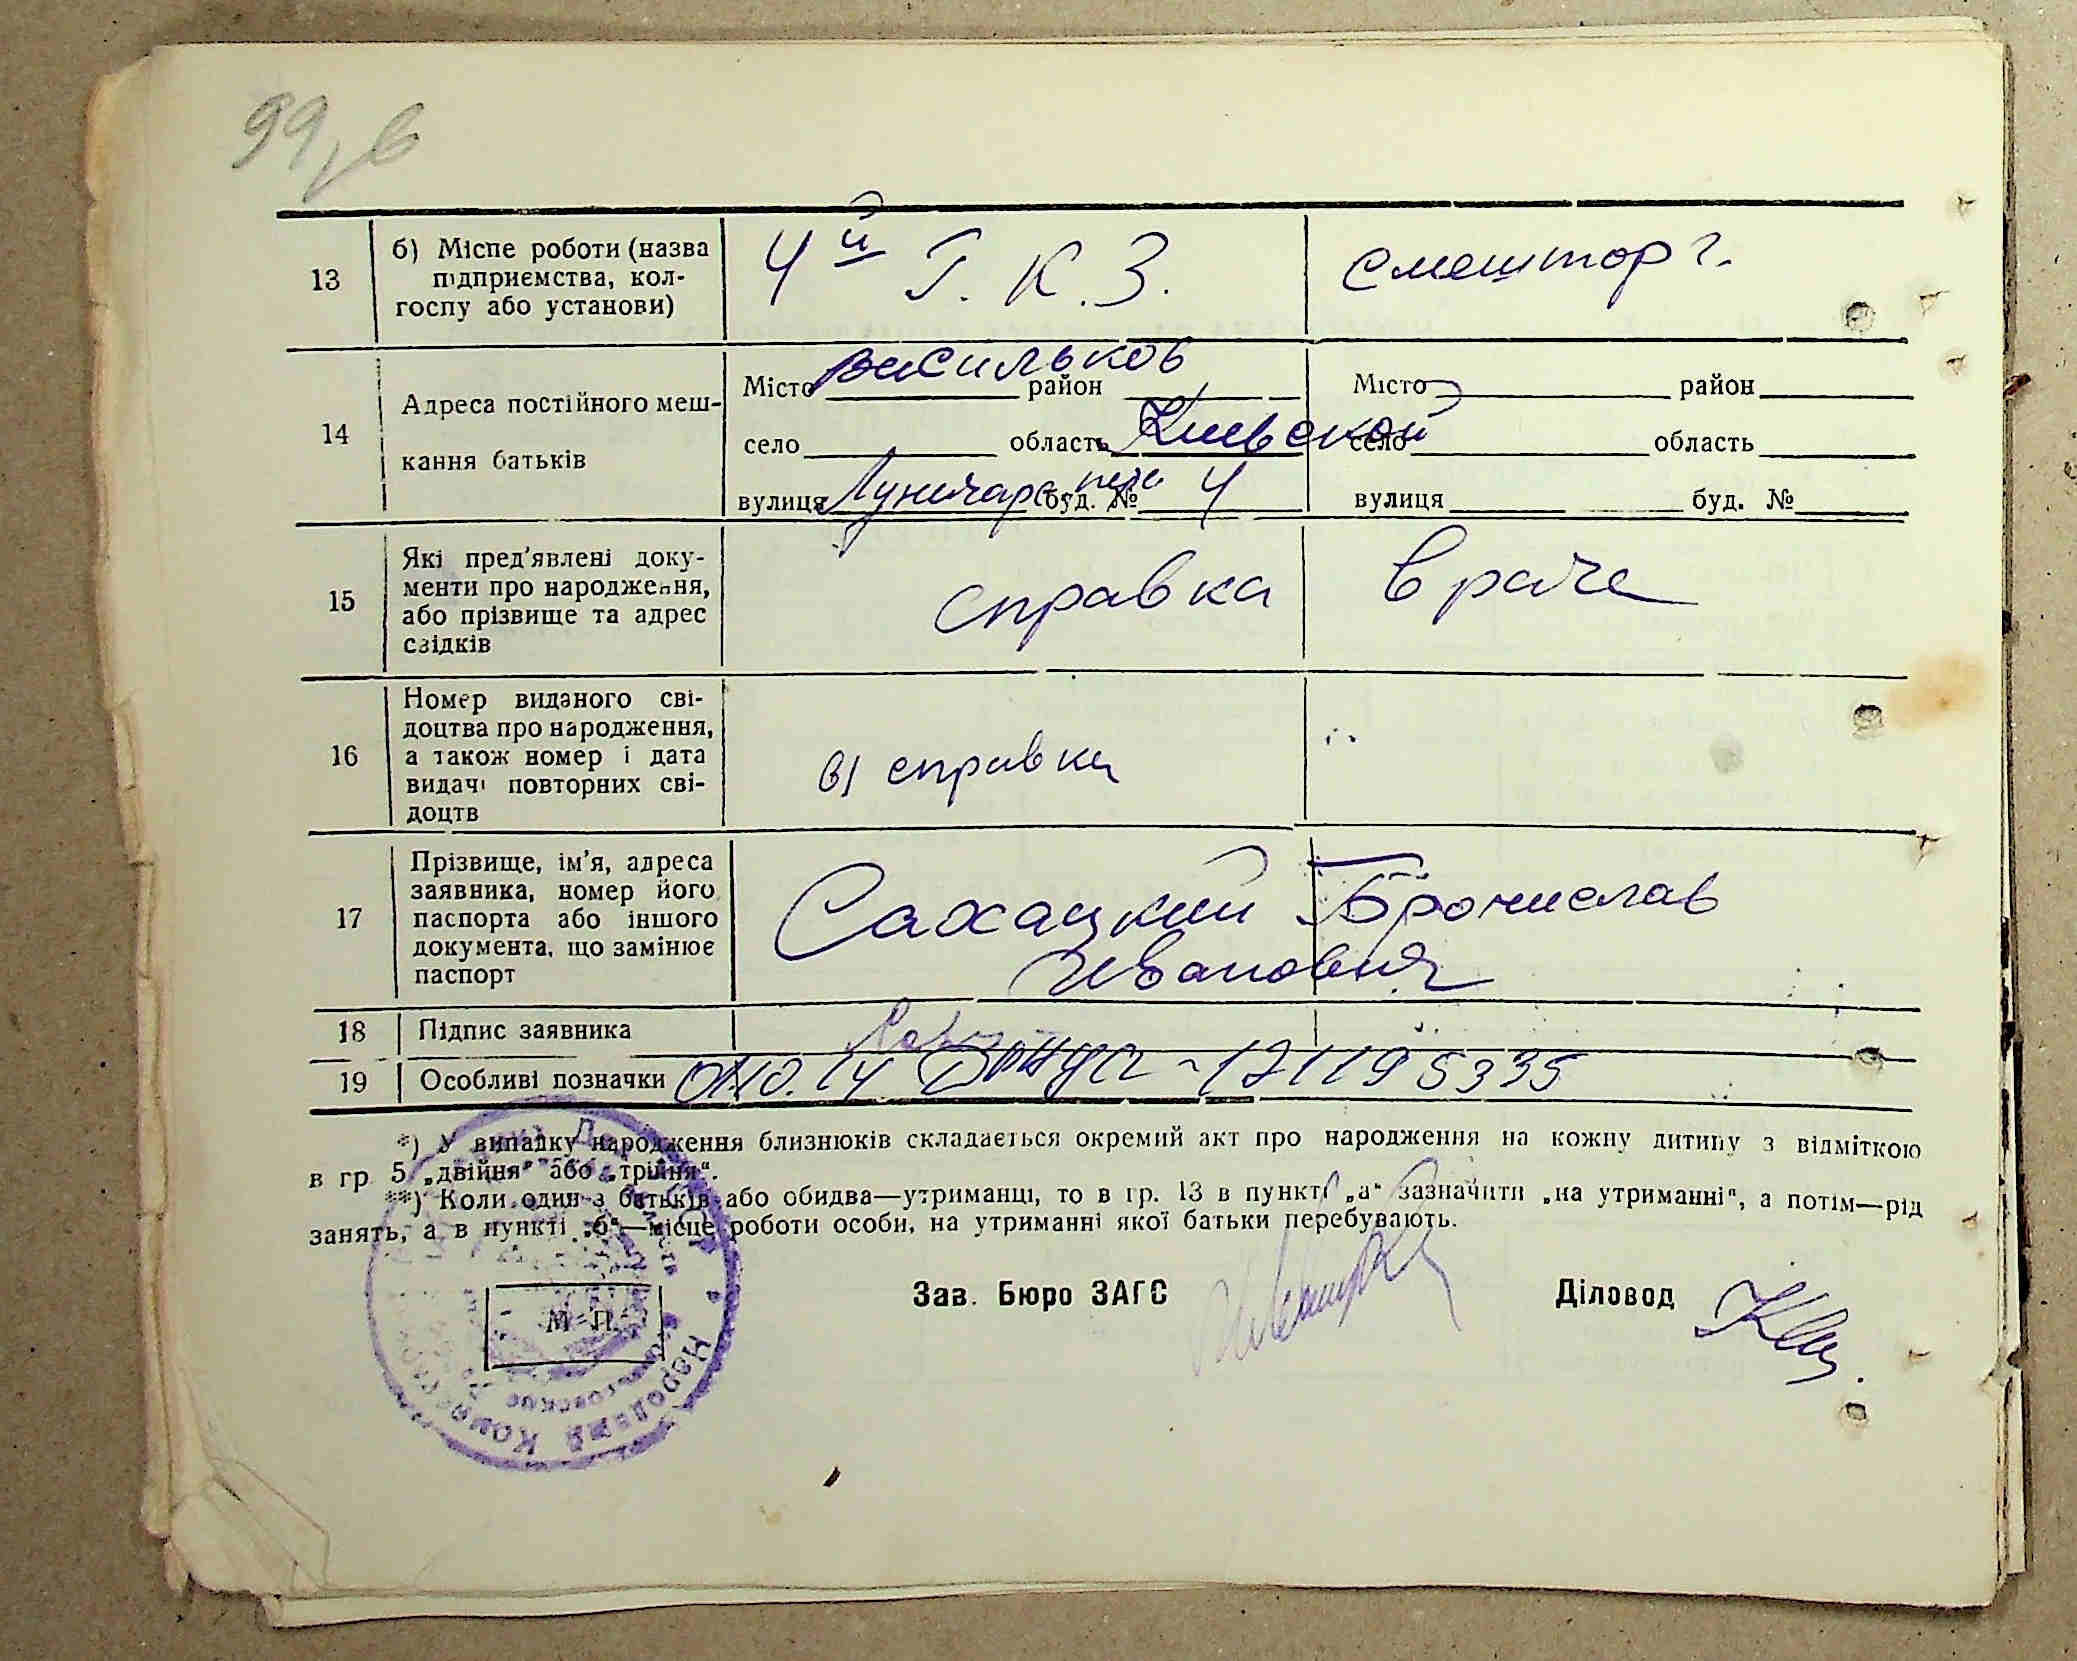 99,в
13
б) Місце роботи (назва
підприємства, кол-
госпу або установи)
4й Г. К. З.
смешторг.
14
Адреса постійного меш-
кання батьків
Місто Васильков район
село область Киевской
вулиця Луначарс, пер. буд. № 4
Місто район
село область
вулиця буд. №
15
Які пред'явлені доку-
менти про народження,
або прізвище та адрес
свідків
справка врача
16
Номер виданого сві-
доцтва про народження,
а також номер і дата
видачі повторних сві-
доцтв
в/ справка
17
Прізвище, ім'я, адреса
заявника, номер його
паспорта або іншого
документа, що замінює
паспорт
Сахацкий Бронислав
Иванович
18
Підпис заявника
19
Особливі позначки
*) У випадку народження близнюків складається окремий акт про народження на кожну дитину з відміткою
в гр 5 „двійня“ або „трійня“.
**) Коли один з батьків або обидва—утриманці, то в гр. 13 в пункті „а“ зазначити „на утриманні“, а потім—рід
занять, а в пункті „б“—місце роботи особи, на утриманні якої батьки перебувають.
М П.
Народний
Зав. Бюро ЗАГС
Діловод